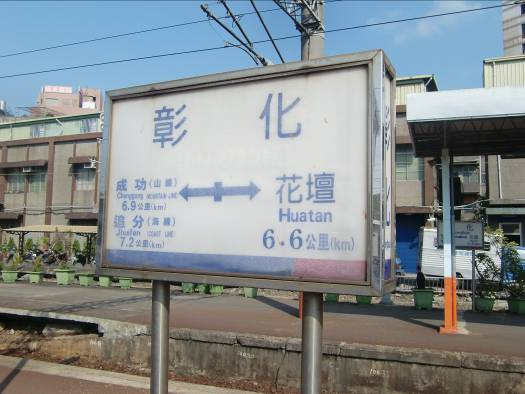 彰化
成功(山線)
Chenggong (MOUNTAIN LINE)
6.9公里(km)
追分(海線)
Jhuifen (COAST LINE)
7.2公里(km)
花壇
Huatan
6.6公里(km)